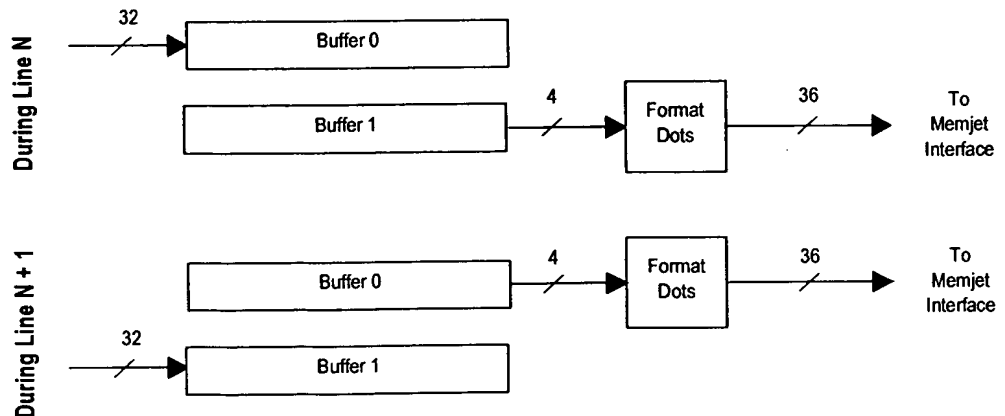 During Line N
32
Buffer 0
Buffer 1
4
Format
Dots
36
To
Memjet
Interface
During Line N + 1
Buffer 0
4
Format
Dots
36
To
Memjet
Interface
32
Buffer 1